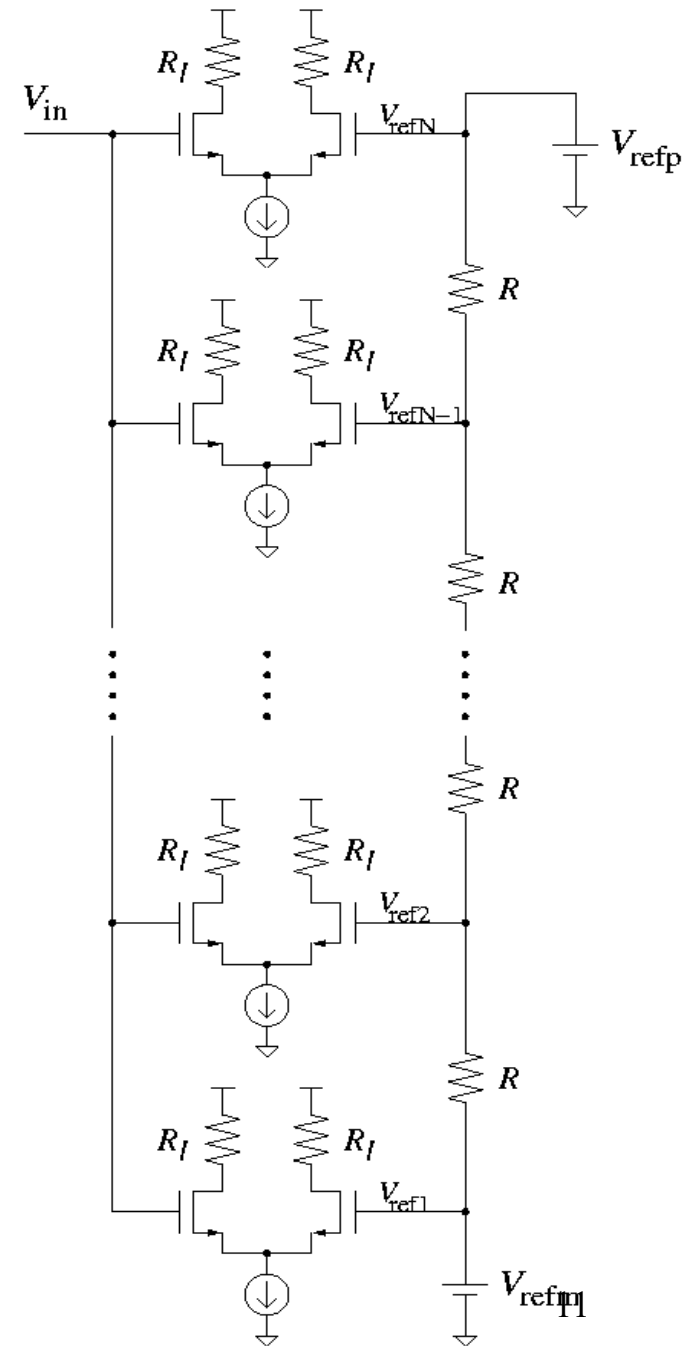 R_l R_l
V_in
V_refN
V_refp
R
R_l R_l
V_refN−1
R
R
R_l R_l
V_ref2
R
R_l R_l
V_ref1